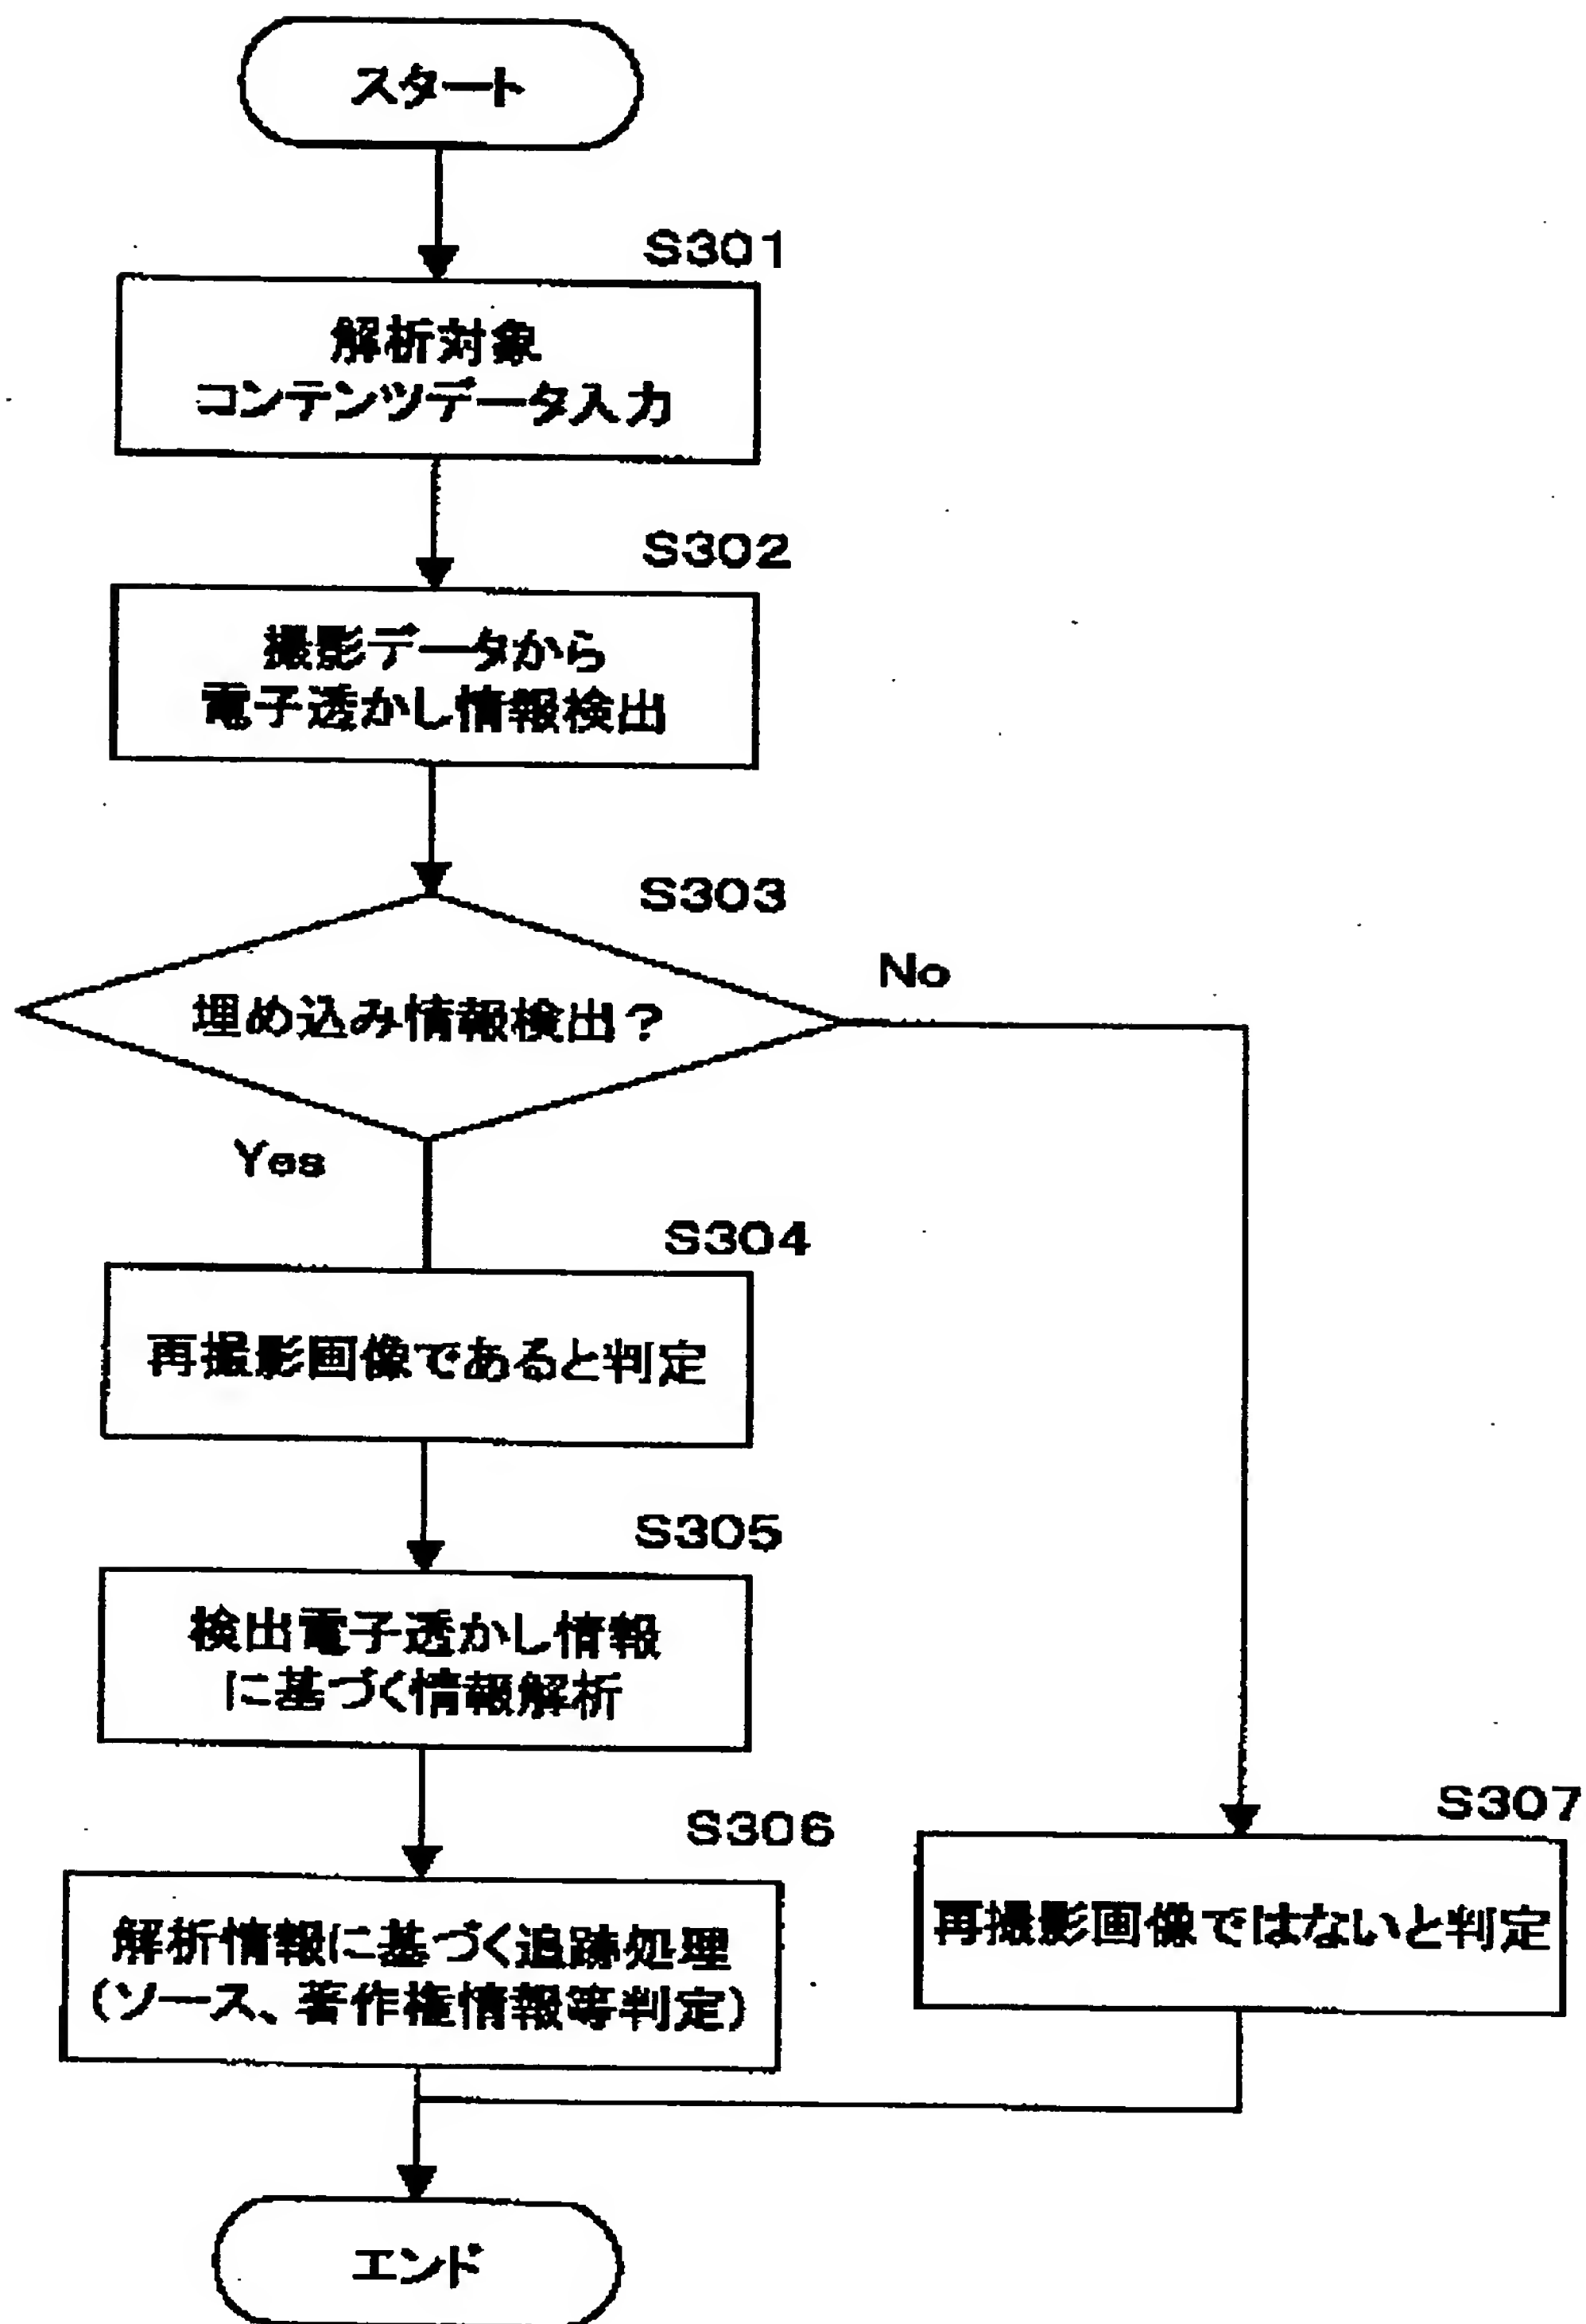 スタート
S301
解析対象
コンテンツデータ入力
S302
撮影データから
電子透かし情報検出
S303
埋め込み情報検出？
No
Yes
S304
再撮影画像であると判定
S305
検出電子透かし情報
に基づく情報解析
S306
解析情報に基づく追跡処理
(ソース、著作権情報等判定)
S307
再撮影画像ではないと判定
エンド